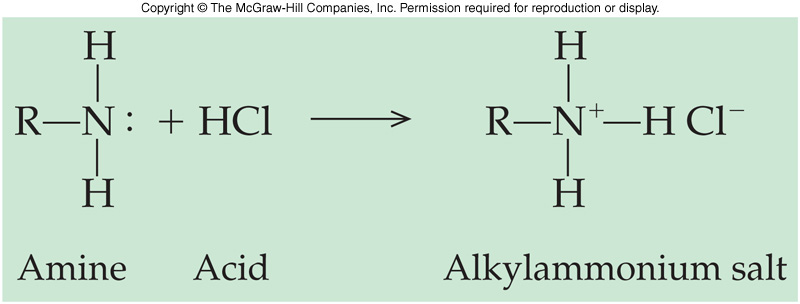 Copyright © The McGraw-Hill Companies, Inc. Permission required for reproduction or display.
H H
R—N: + HCl ⟶ R—N⁺—H Cl⁻
H H
Amine Acid Alkylammonium salt